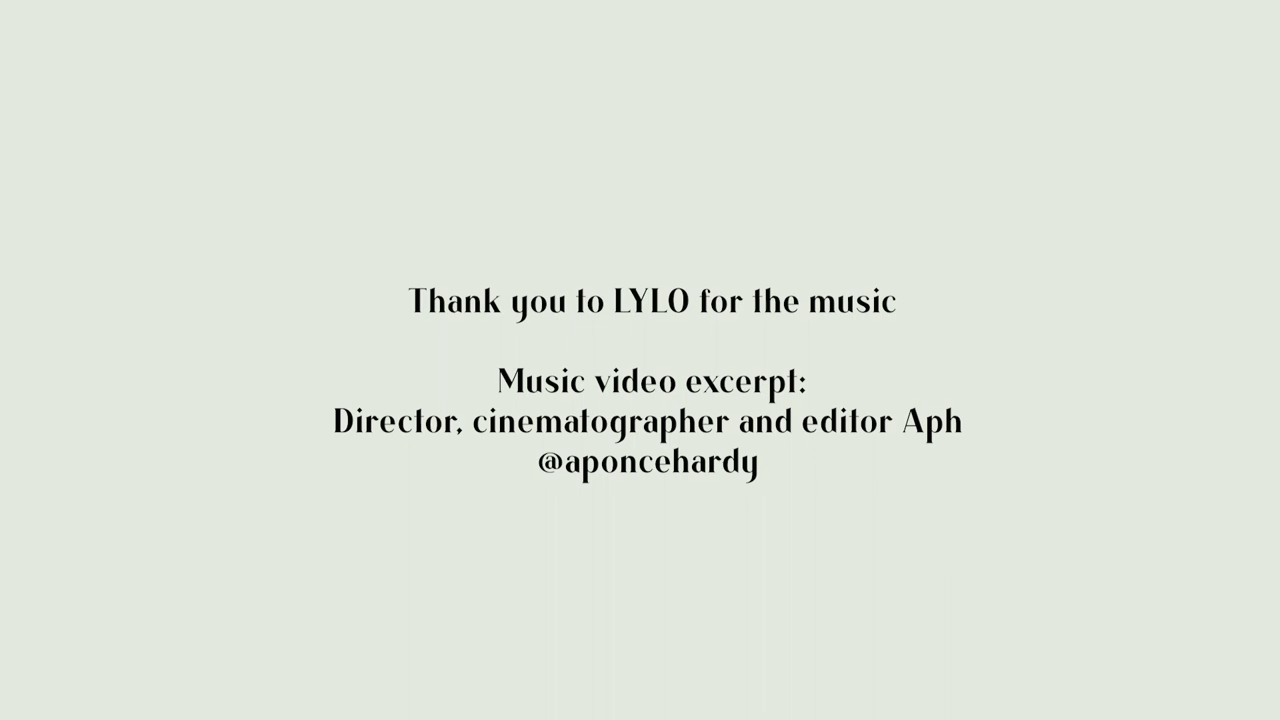 Thank you to LYLO for the music
Music video excerpt:
Director, cinematographer and editor Aph
@aponcehardy